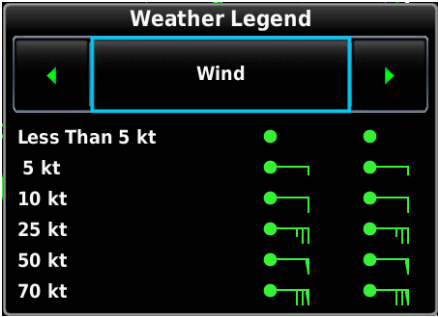 Weather Legend
Wind
Less Than 5 kt
5 kt
10 kt
25 kt
50 kt
70 kt